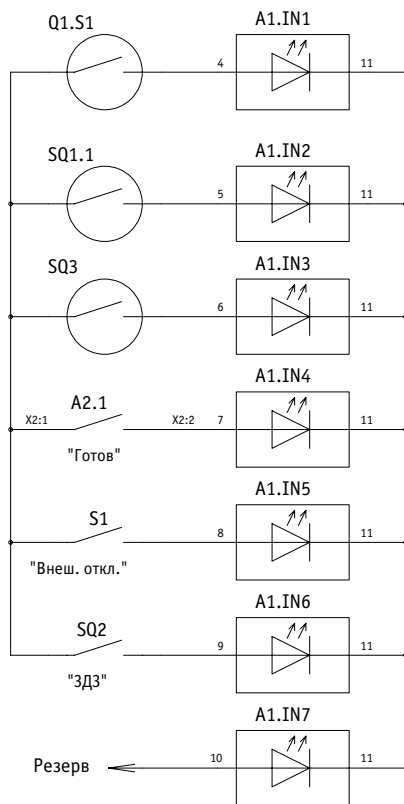 Q1.S1 A1.IN1
4 11
SQ1.1 A1.IN2
5 11
SQ3 A1.IN3
6 11
A2.1 A1.IN4
X2:1 X2:2 7 11
"Готов"
S1 A1.IN5
8 11
"Внеш. откл."
SQ2 A1.IN6
9 11
"ЗДЗ"
A1.IN7
Резерв 10 11